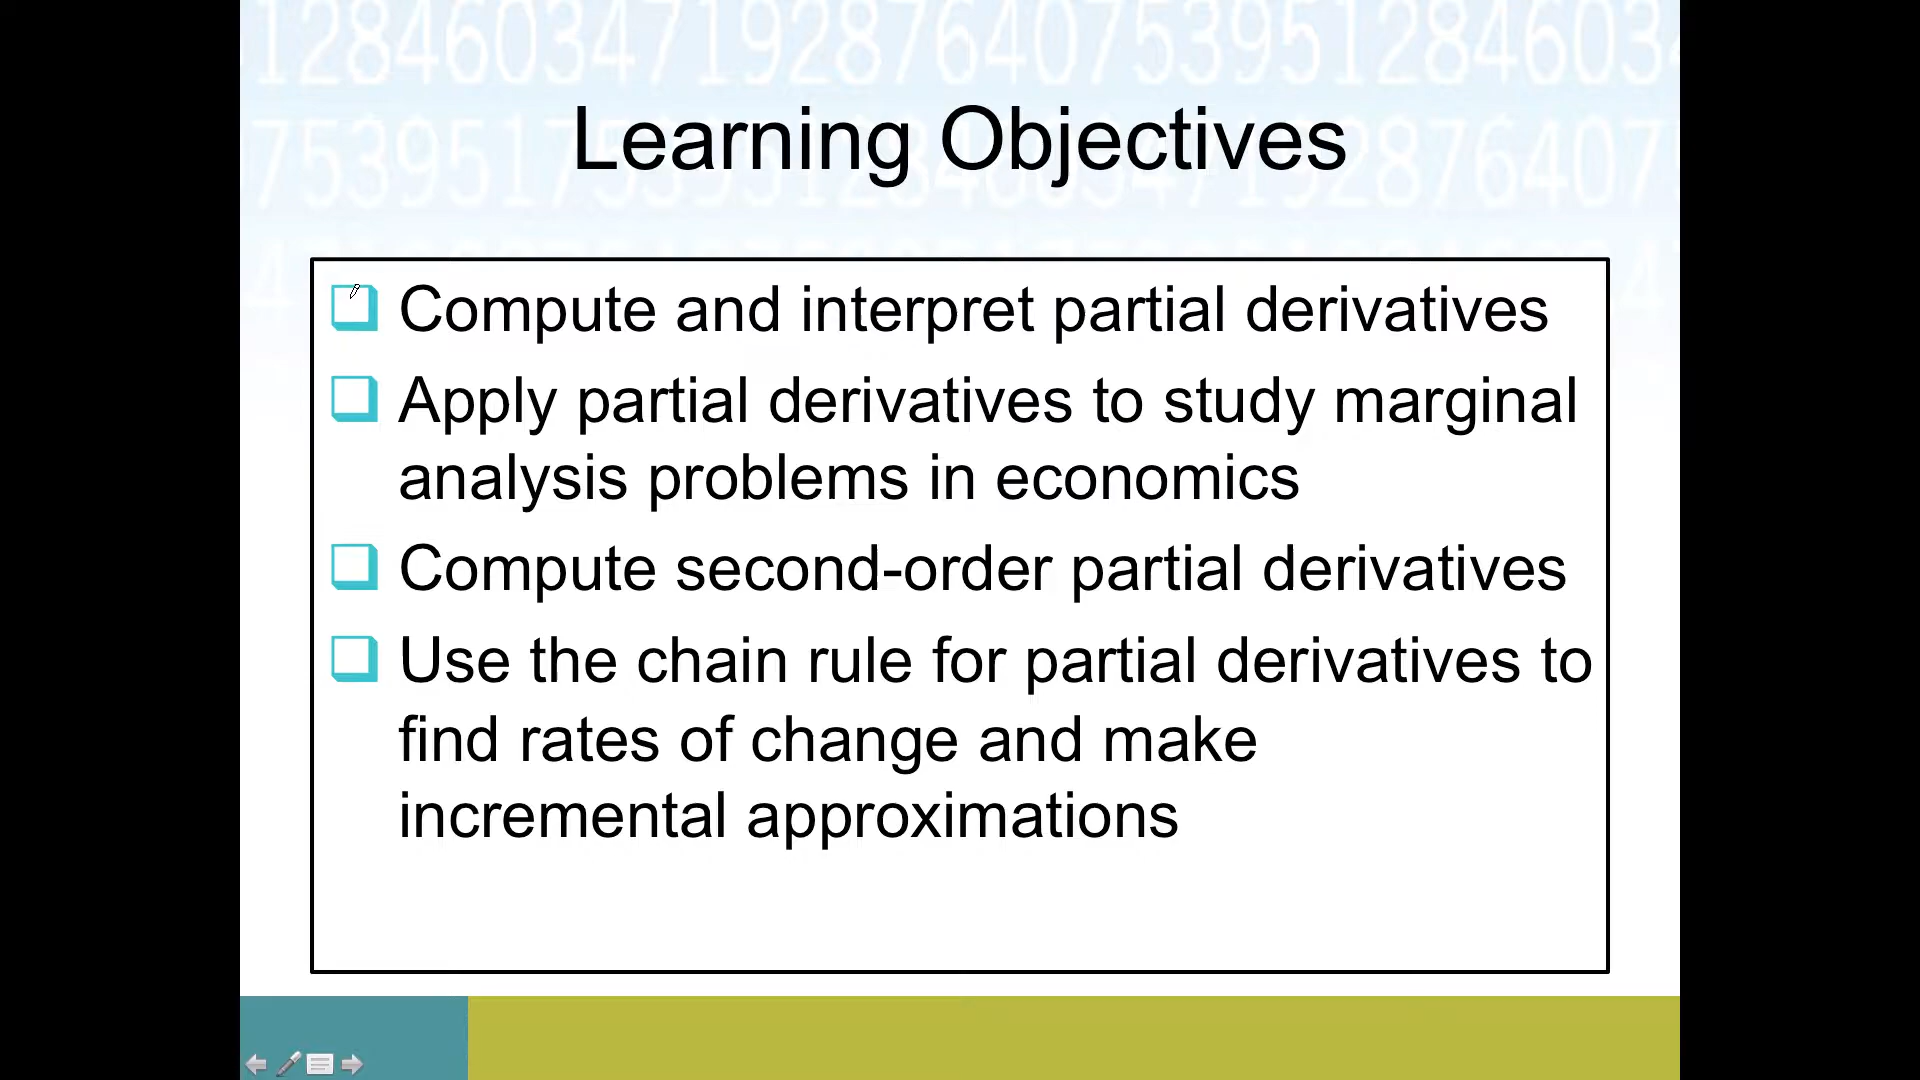 Learning Objectives
Compute and interpret partial derivatives
Apply partial derivatives to study marginal
analysis problems in economics
Compute second-order partial derivatives
Use the chain rule for partial derivatives to
find rates of change and make
incremental approximations